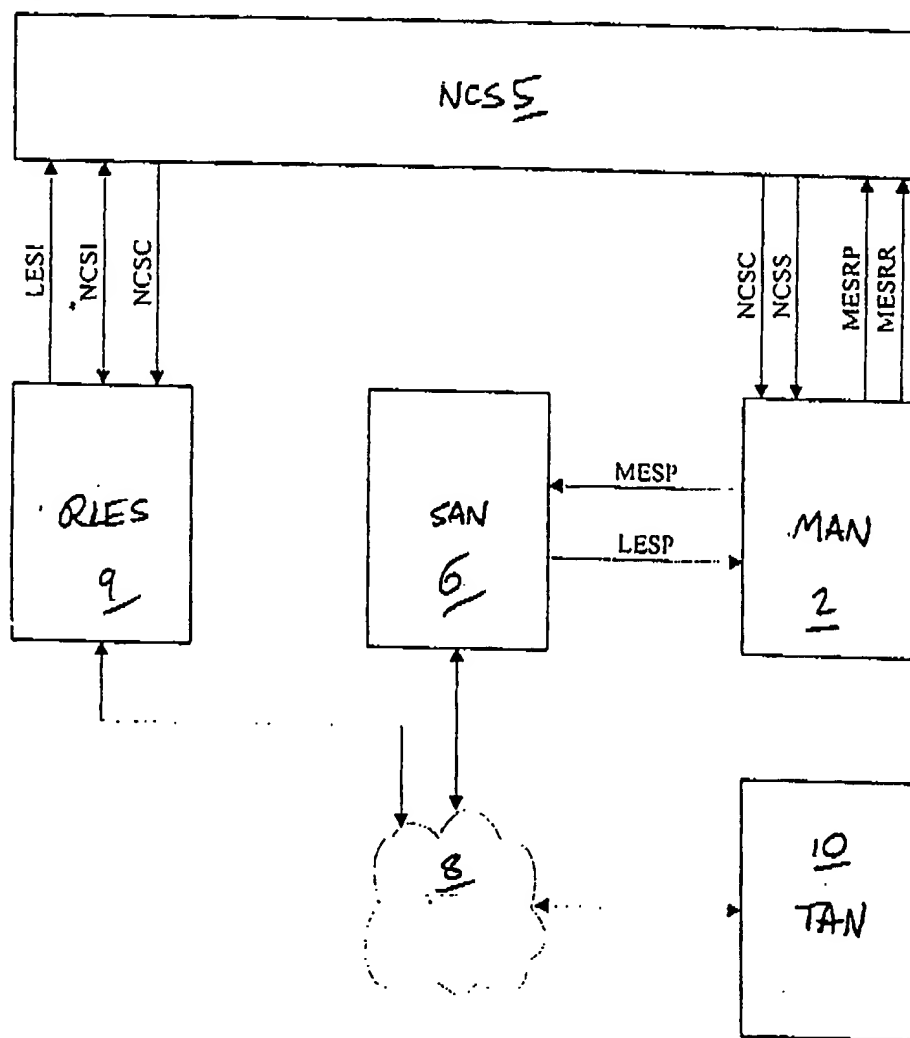 NCS 5
LESI
*NCSI
NCSC
NCSC
NCSS
MESRP
MESRR
QLES
9
SAN
6
MESP
LESP
MAN
2
8
10
TAN